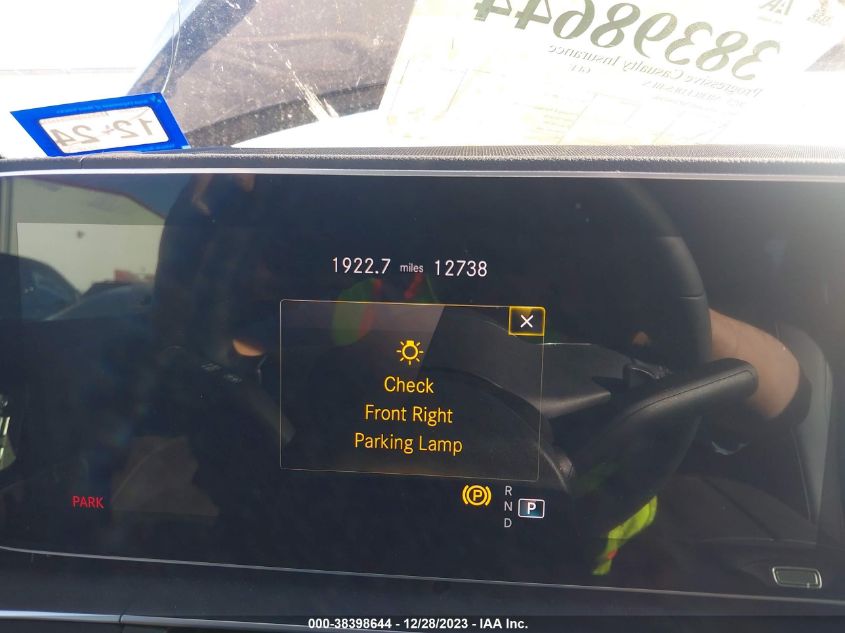 38398644
Progressive Casualty Insurance
12 24
1922.7 miles 12738
Check
Front Right
Parking Lamp
PARK
P
R
N P
D
000-38398644 - 12/28/2023 - IAA Inc.